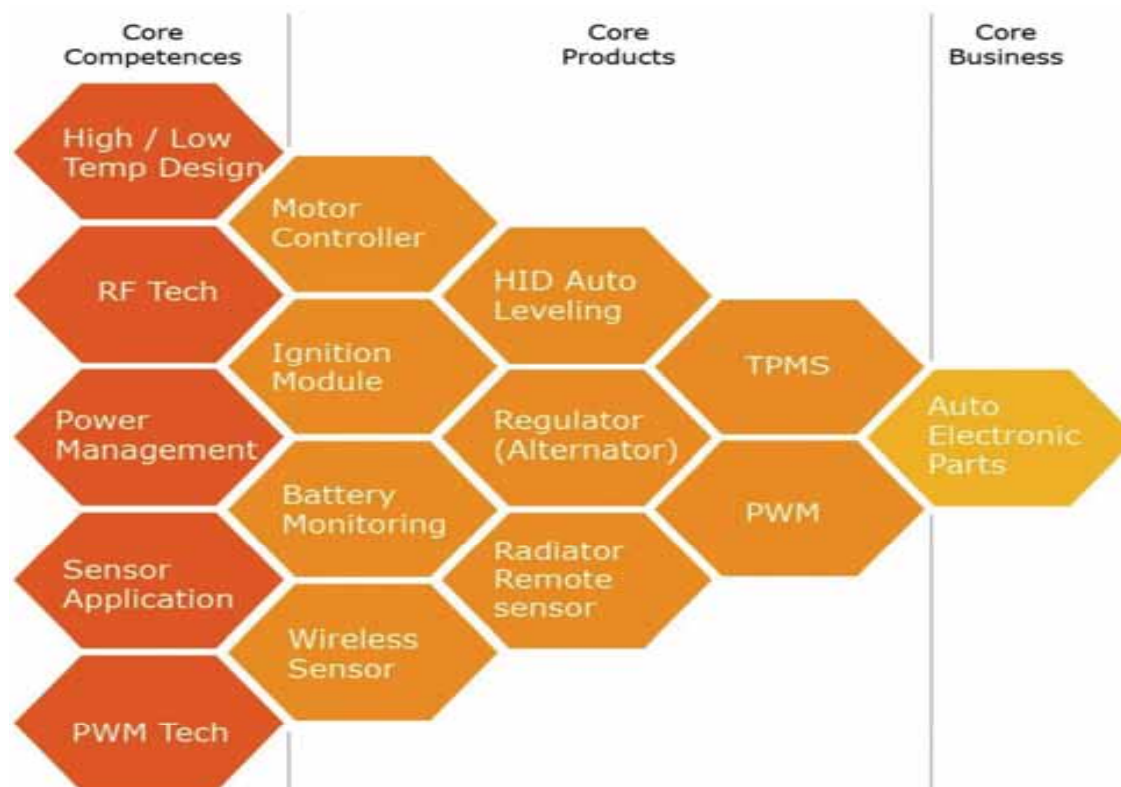 Core
Competences
Core
Products
Core
Business
High / Low
Temp Design
RF Tech
Power
Management
Sensor
Application
PWM Tech
Motor
Controller
Ignition
Module
Battery
Monitoring
Wireless
Sensor
HID Auto
Leveling
Regulator
(Alternator)
Radiator
Remote
sensor
TPMS
PWM
Auto
Electronic
Parts